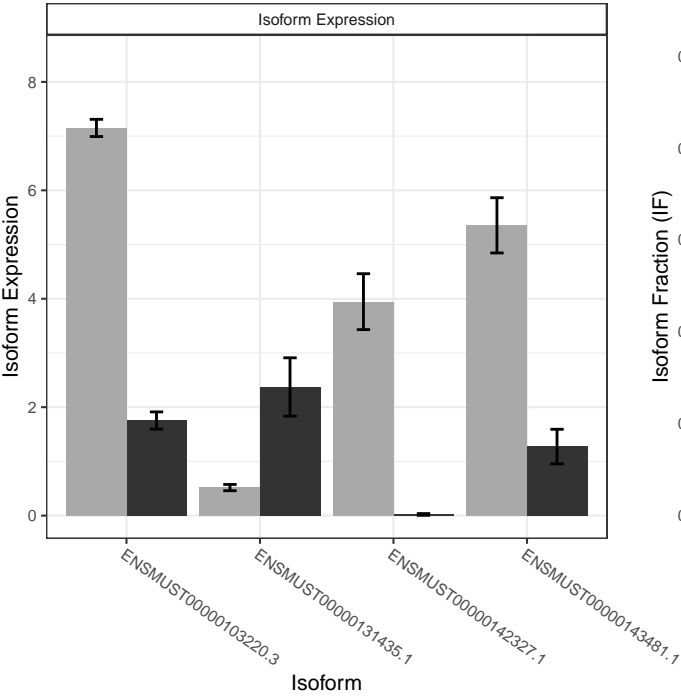 Isoform Expression
Isoform Expression
8
6
4
2
0
ENSMUST00000103220.3
ENSMUST00000131435.1
ENSMUST00000142327.1
ENSMUST00000143481.1
Isoform
Isoform Fraction (IF)